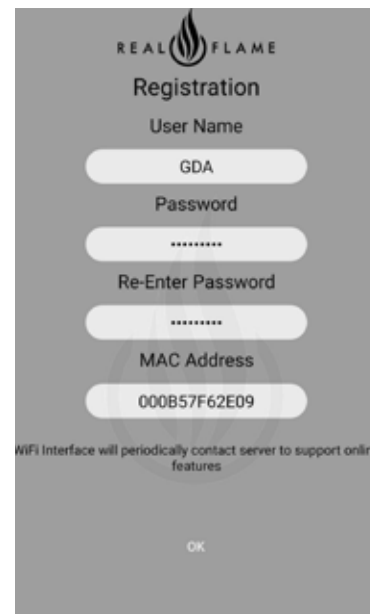 REAL FLAME
Registration
User Name
GDA
Password
•••••••••
Re-Enter Password
•••••••••
MAC Address
000B57F62E09
WiFi Interface will periodically contact server to support
features
OK